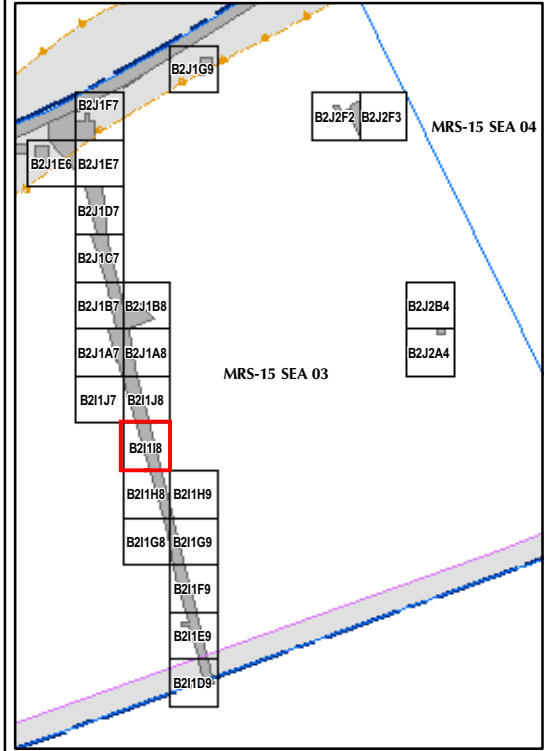 B2J1G9
B2J1F7
B2J2F2 B2J2F3
MRS-15 SEA 04
B2J1E6 B2J1E7
B2J1D7
B2J1C7
B2J1B7 B2J1B8
B2J2B4
B2J1A7 B2J1A8
B2J2A4
MRS-15 SEA 03
B2I1J7 B2I1J8
B2I1I8
B2I1H8 B2I1H9
B2I1G8 B2I1G9
B2I1F9
B2I1E9
B2I1D9